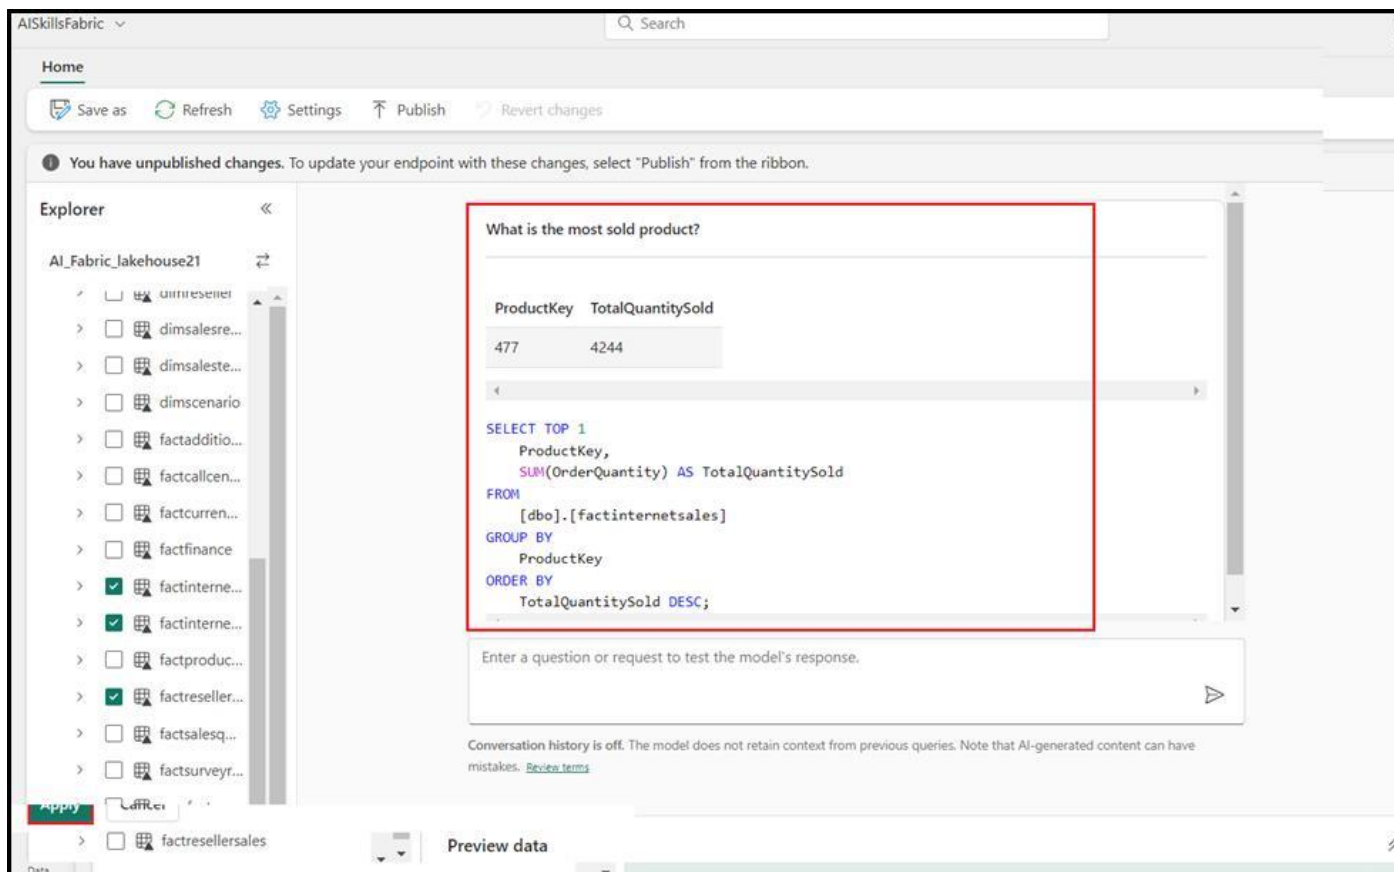 AISkillsFabric
Search
Home
Save as Refresh Settings Publish Revert changes
You have unpublished changes. To update your endpoint with these changes, select "Publish" from the ribbon.
Explorer
AI_Fabric_lakehouse21
dimreseller
dimsalesre...
dimsaleste...
dimscenario
factadditio...
factcallcen...
factcurren...
factfinance
factinterne...
factinterne...
factproduc...
factreseller...
factsalesq...
factsurveyr...
Apply Cancel
factresellersales
Data
What is the most sold product?
ProductKey TotalQuantitySold
477 4244
SELECT TOP 1
ProductKey,
SUM(OrderQuantity) AS TotalQuantitySold
FROM
[dbo].[factinternetsales]
GROUP BY
ProductKey
ORDER BY
TotalQuantitySold DESC;
Enter a question or request to test the model's response.
Conversation history is off. The model does not retain context from previous queries. Note that AI-generated content can have
mistakes. Review terms
Preview data